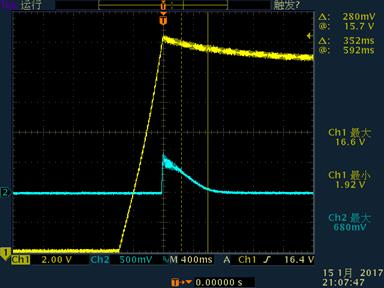 运行 触发?
Δ: 280mV
@: 15.7 V
Δ: 352ms
@: 592ms
Ch1 最大
16.6 V
Ch1 最小
1.92 V
Ch2 最大
680mV
2
1
Ch1 2.00 V Ch2 500mV M 400ms A Ch1 16.4 V
0.00000 s
15 1月 2017
21:07:47